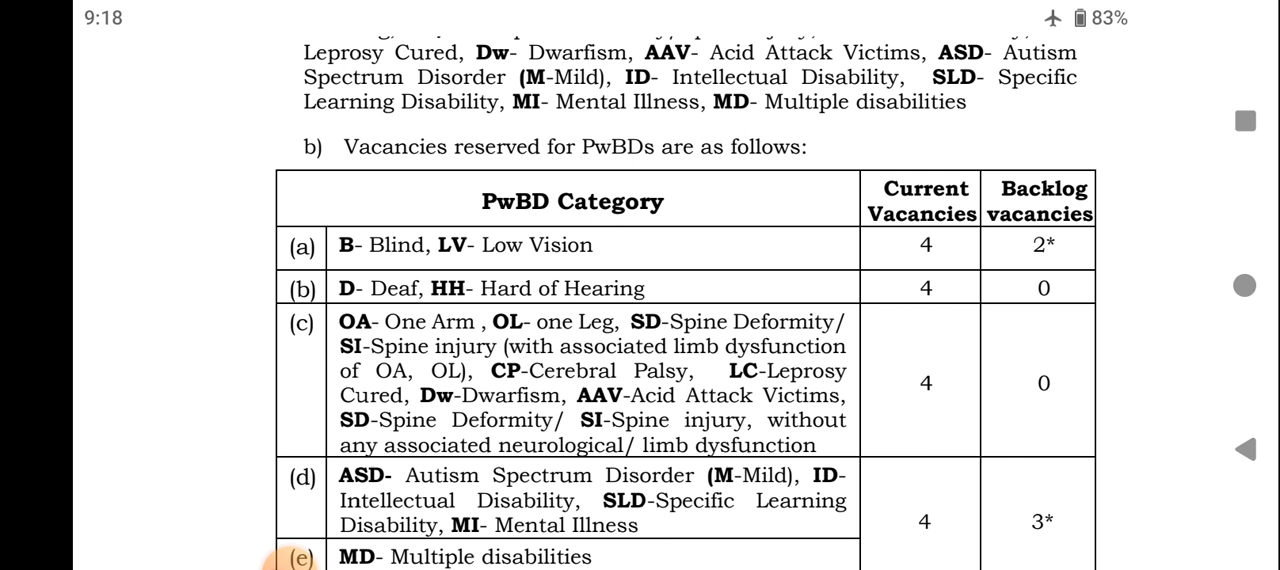 9:18
83%
Leprosy Cured, Dw- Dwarfism, AAV- Acid Attack Victims, ASD- Autism
Spectrum Disorder (M-Mild), ID- Intellectual Disability, SLD- Specific
Learning Disability, MI- Mental Illness, MD- Multiple disabilities
b) Vacancies reserved for PwBDs are as follows:
PwBD Category
Current
Vacancies
Backlog
vacancies
(a) B- Blind, LV- Low Vision 4 2*
(b) D- Deaf, HH- Hard of Hearing 4 0
(c) OA- One Arm , OL- one Leg, SD-Spine Deformity/
SI-Spine injury (with associated limb dysfunction
of OA, OL), CP-Cerebral Palsy, LC-Leprosy
Cured, Dw-Dwarfism, AAV-Acid Attack Victims,
SD-Spine Deformity/ SI-Spine injury, without
any associated neurological/ limb dysfunction
4 0
(d) ASD- Autism Spectrum Disorder (M-Mild), ID-
Intellectual Disability, SLD-Specific Learning
Disability, MI- Mental Illness
4 3*
(e) MD- Multiple disabilities